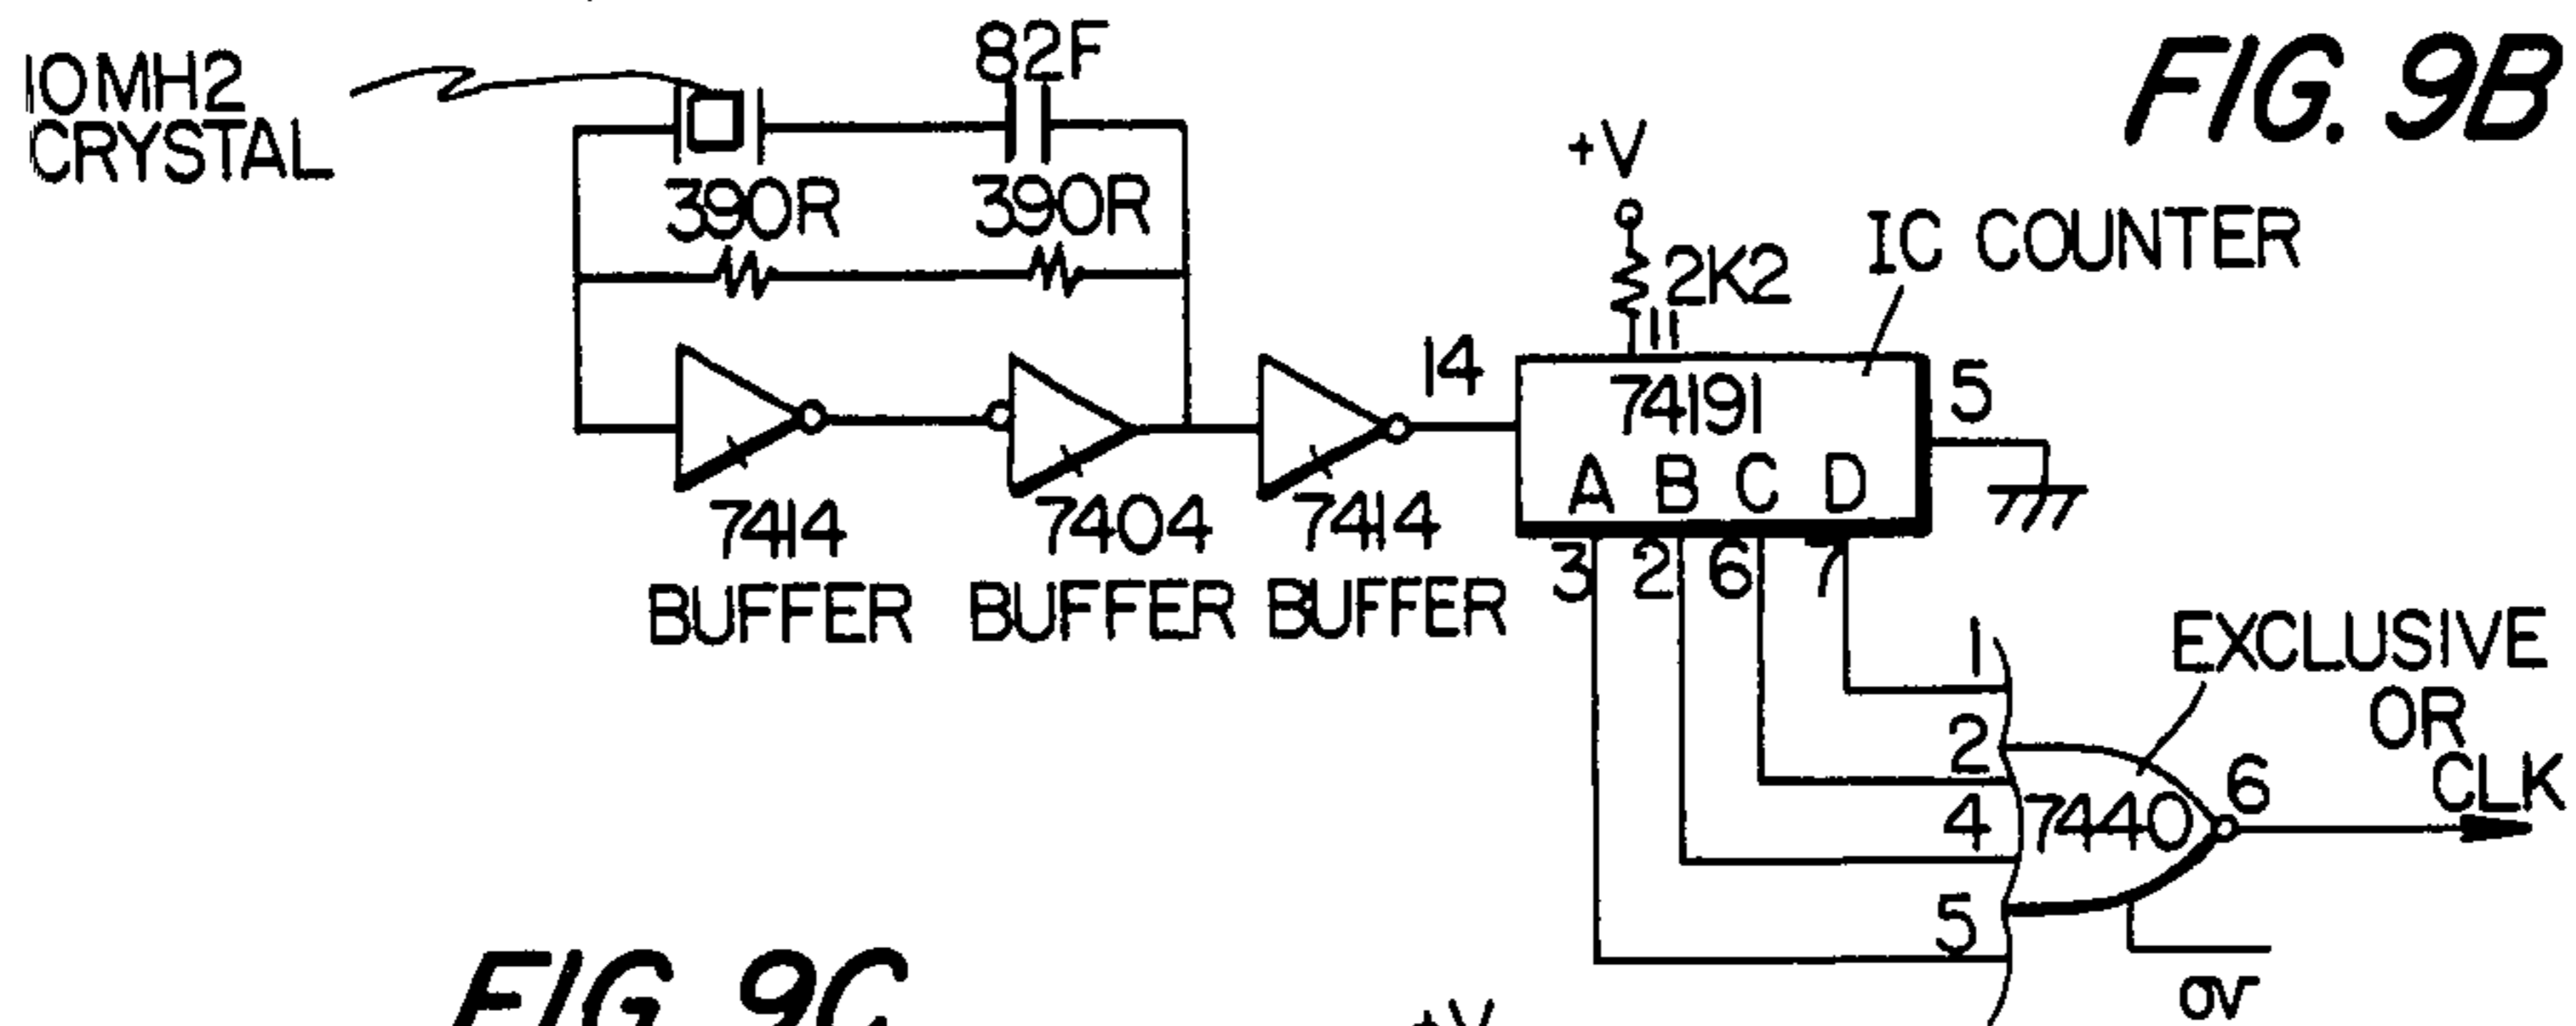 FIG. 9B
10MH2
CRYSTAL
82F
390R
390R
+V
2K2
IC COUNTER
14
11
5
74191
A B C D
3 2 6 7
7414
BUFFER
7404
BUFFER
7414
BUFFER
1
2
4
5
7440
6
EXCLUSIVE
OR
CLK
OV
FIG. 9C
+V